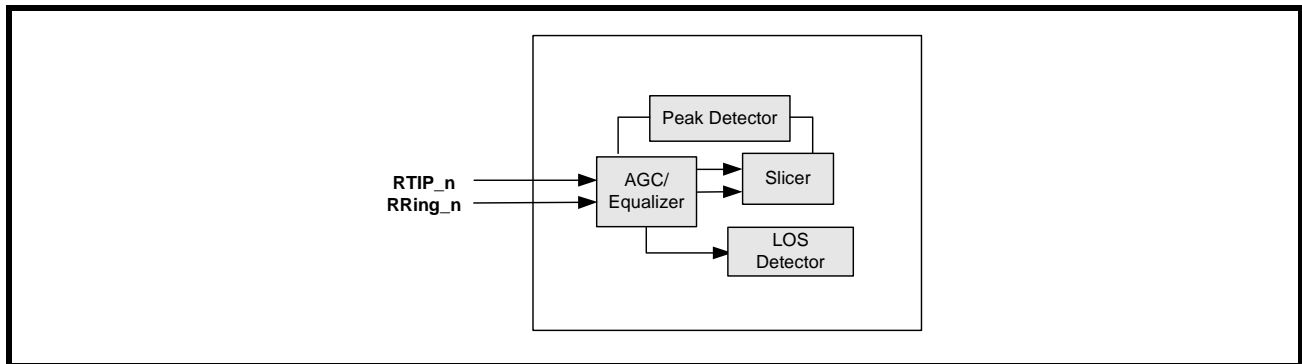 Peak Detector
RTIP_n
RRing_n
AGC/
Equalizer
Slicer
LOS
Detector